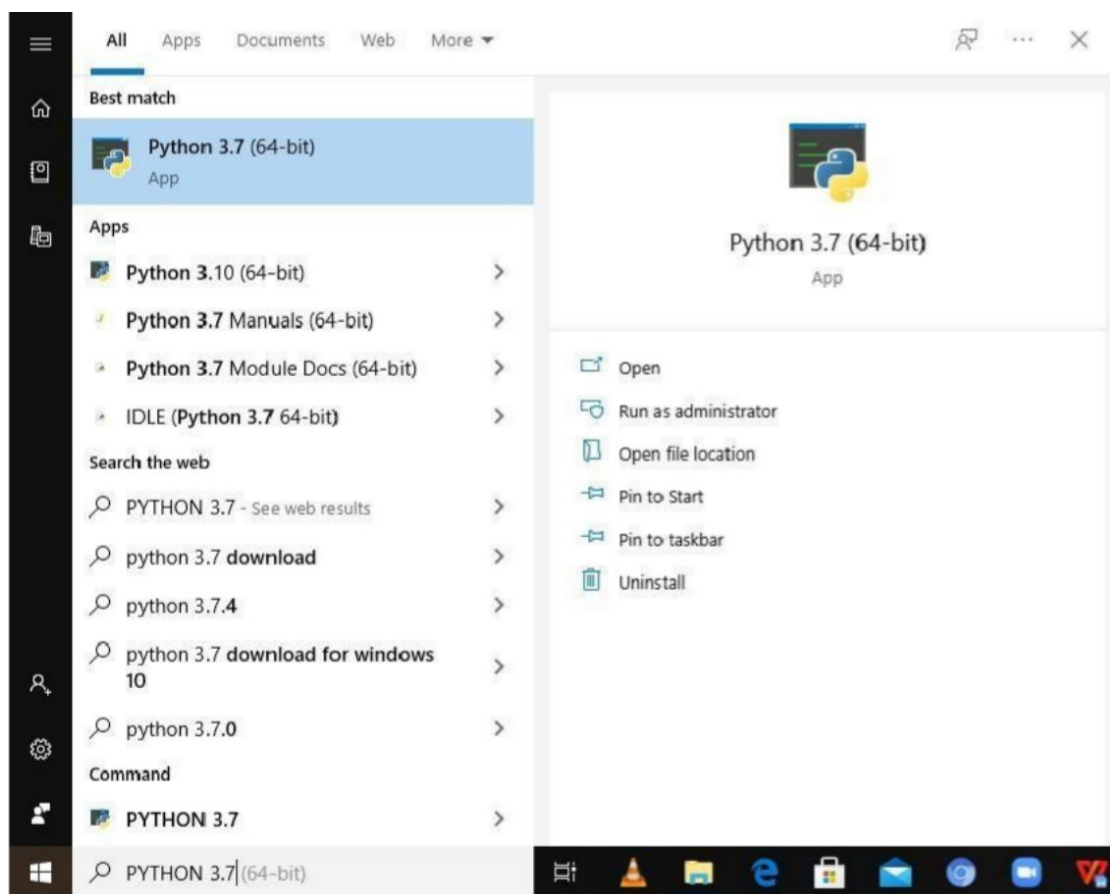 All Apps Documents Web More
Best match
Python 3.7 (64-bit)
App
Apps
Python 3.10 (64-bit)
Python 3.7 Manuals (64-bit)
Python 3.7 Module Docs (64-bit)
IDLE (Python 3.7 64-bit)
Search the web
PYTHON 3.7 - See web results
python 3.7 download
python 3.7.4
python 3.7 download for windows
10
python 3.7.0
Command
PYTHON 3.7
PYTHON 3.7 (64-bit)
Python 3.7 (64-bit)
App
Open
Run as administrator
Open file location
Pin to Start
Pin to taskbar
Uninstall